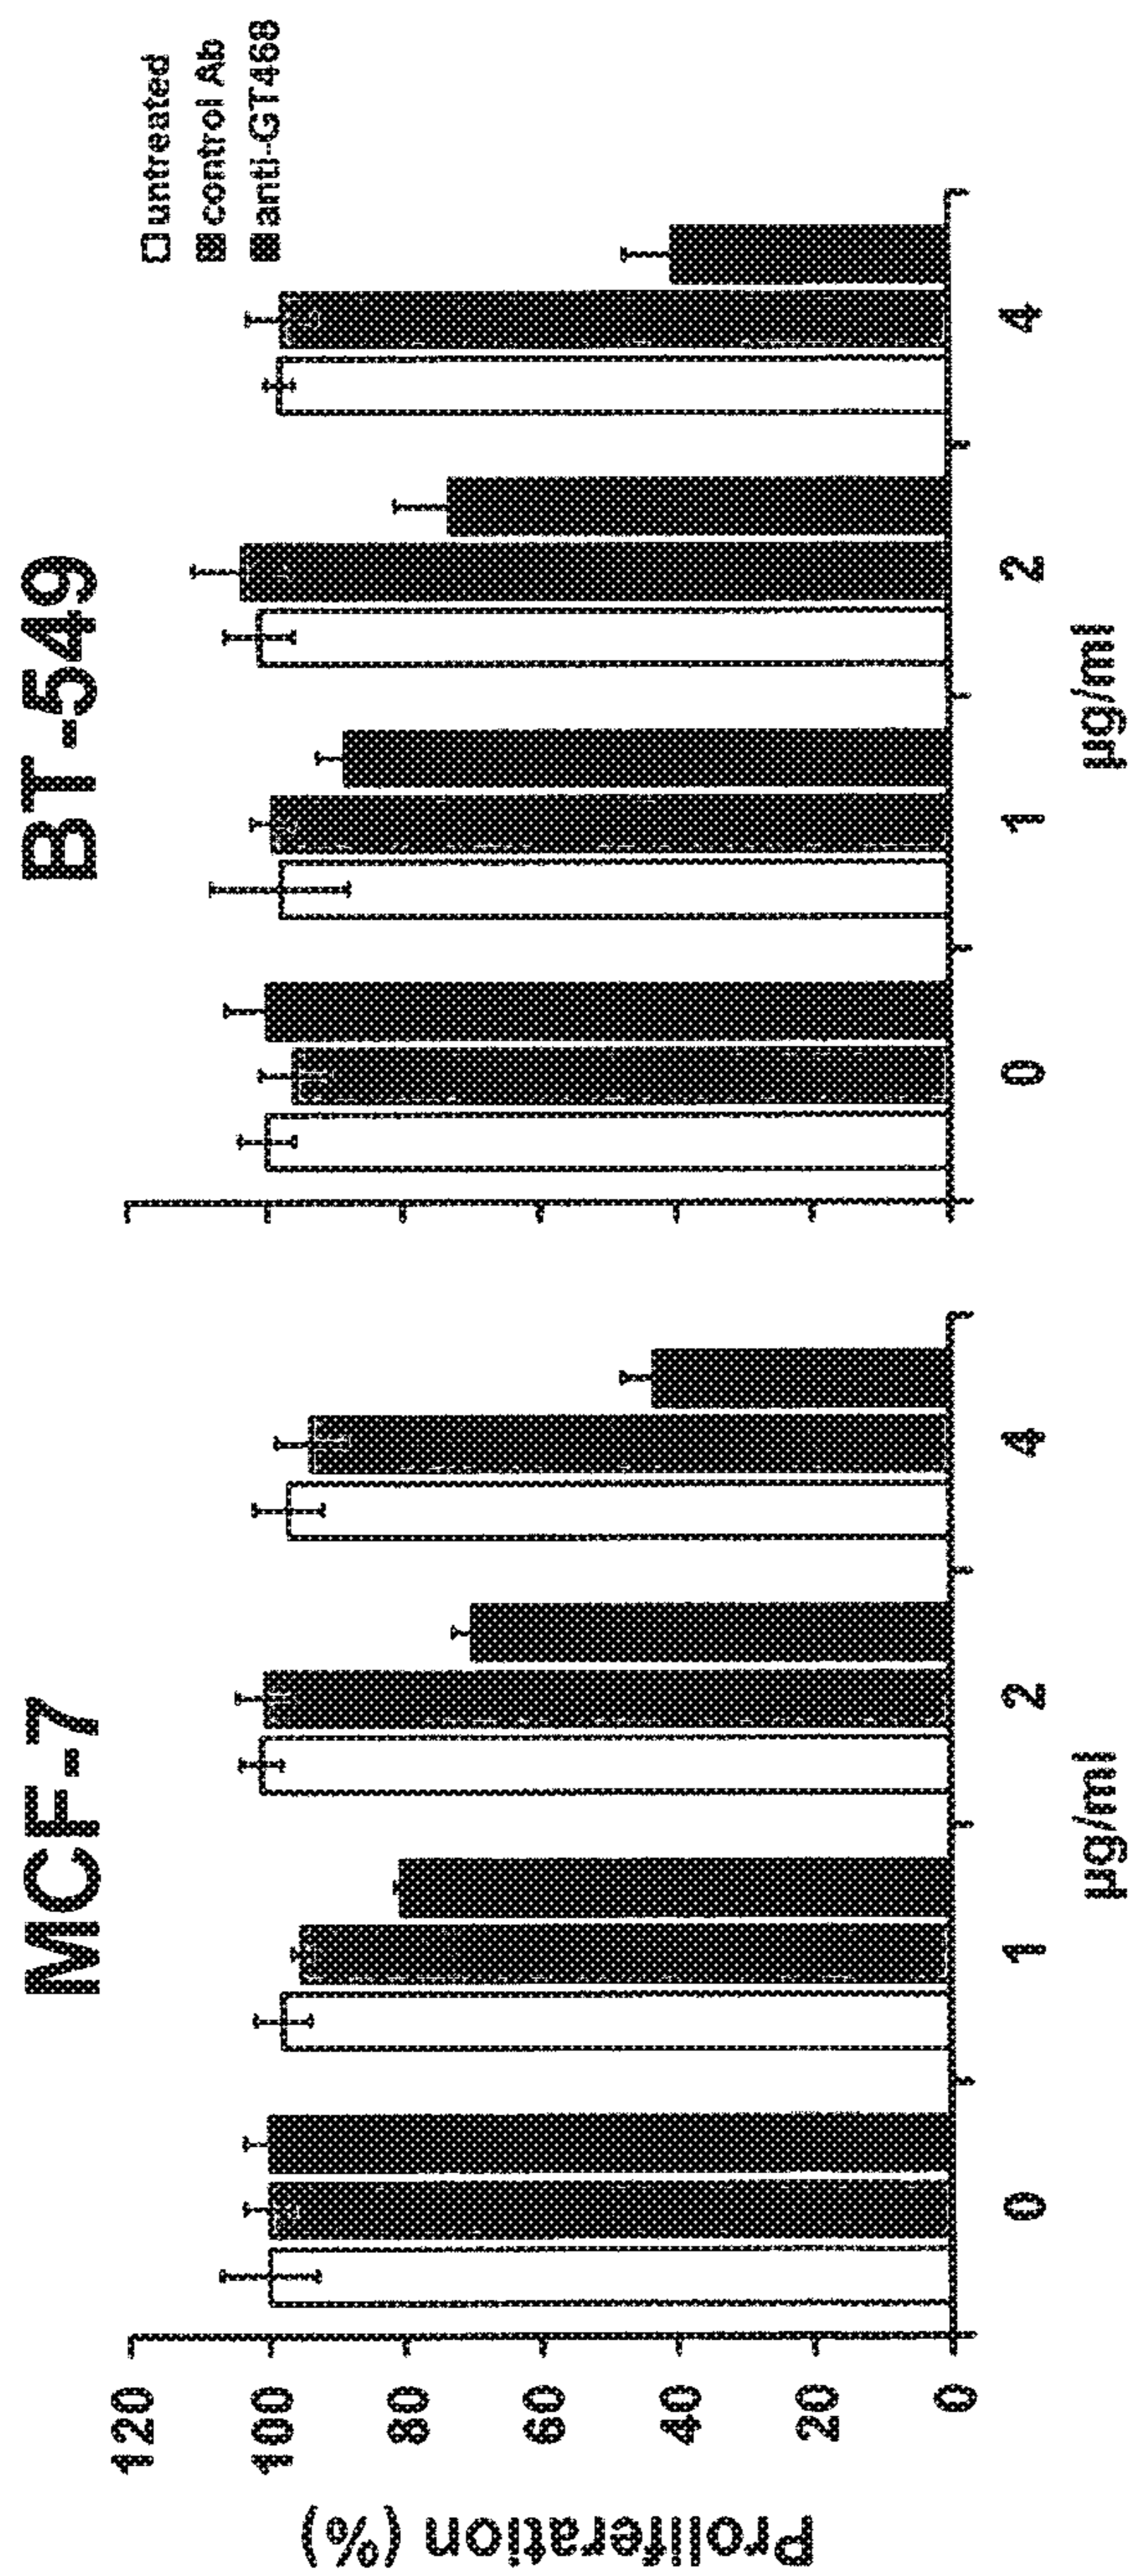 MCF-7
BT-549
untreated
control Ab
anti-GT468
Proliferation (%)
120
100
80
60
40
20
0
0 1 2 4
µg/ml
0 1 2 4
µg/ml